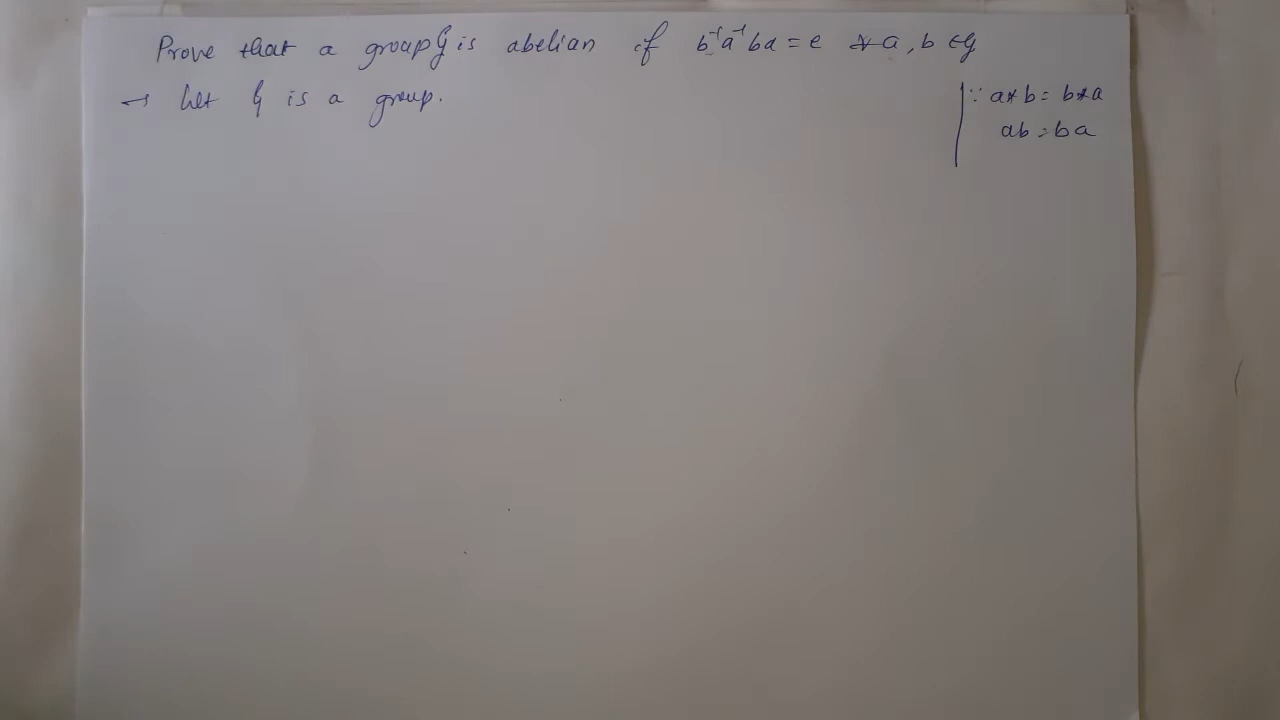 Prove that a group G is abelian if b⁻¹a⁻¹ba = e ∀ a, b ∈ G
→ Let G is a group.
∵ a*b = b*a
ab = ba